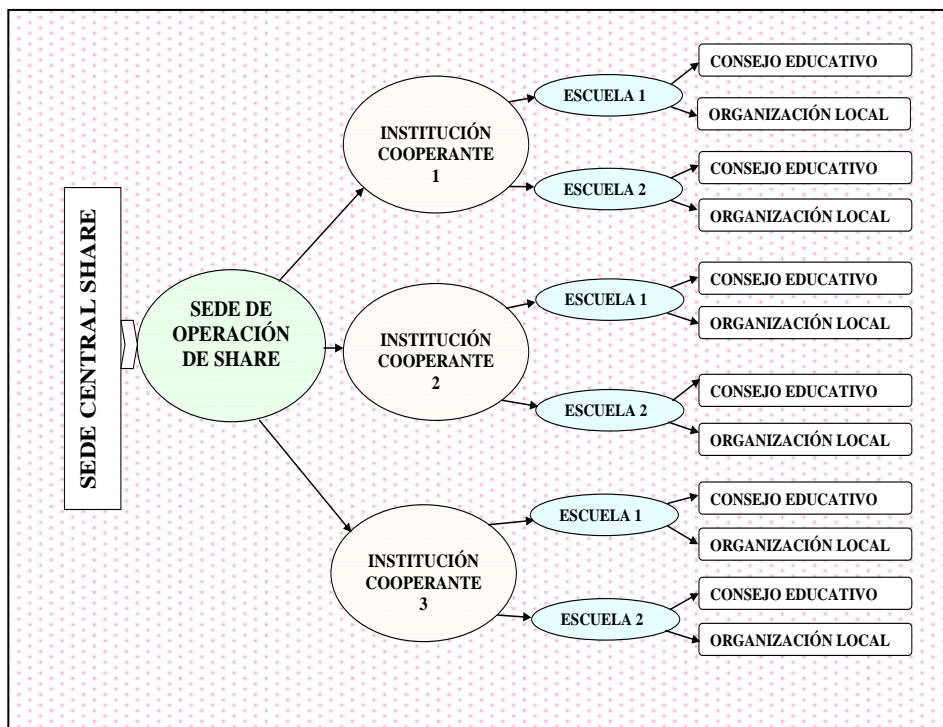 SEDE CENTRAL SHARE
SEDE DE
OPERACIÓN
DE SHARE
INSTITUCIÓN
COOPERANTE
1
ESCUELA 1
CONSEJO EDUCATIVO
ORGANIZACIÓN LOCAL
ESCUELA 2
CONSEJO EDUCATIVO
ORGANIZACIÓN LOCAL
INSTITUCIÓN
COOPERANTE
2
ESCUELA 1
CONSEJO EDUCATIVO
ORGANIZACIÓN LOCAL
ESCUELA 2
CONSEJO EDUCATIVO
ORGANIZACIÓN LOCAL
INSTITUCIÓN
COOPERANTE
3
ESCUELA 1
CONSEJO EDUCATIVO
ORGANIZACIÓN LOCAL
ESCUELA 2
CONSEJO EDUCATIVO
ORGANIZACIÓN LOCAL